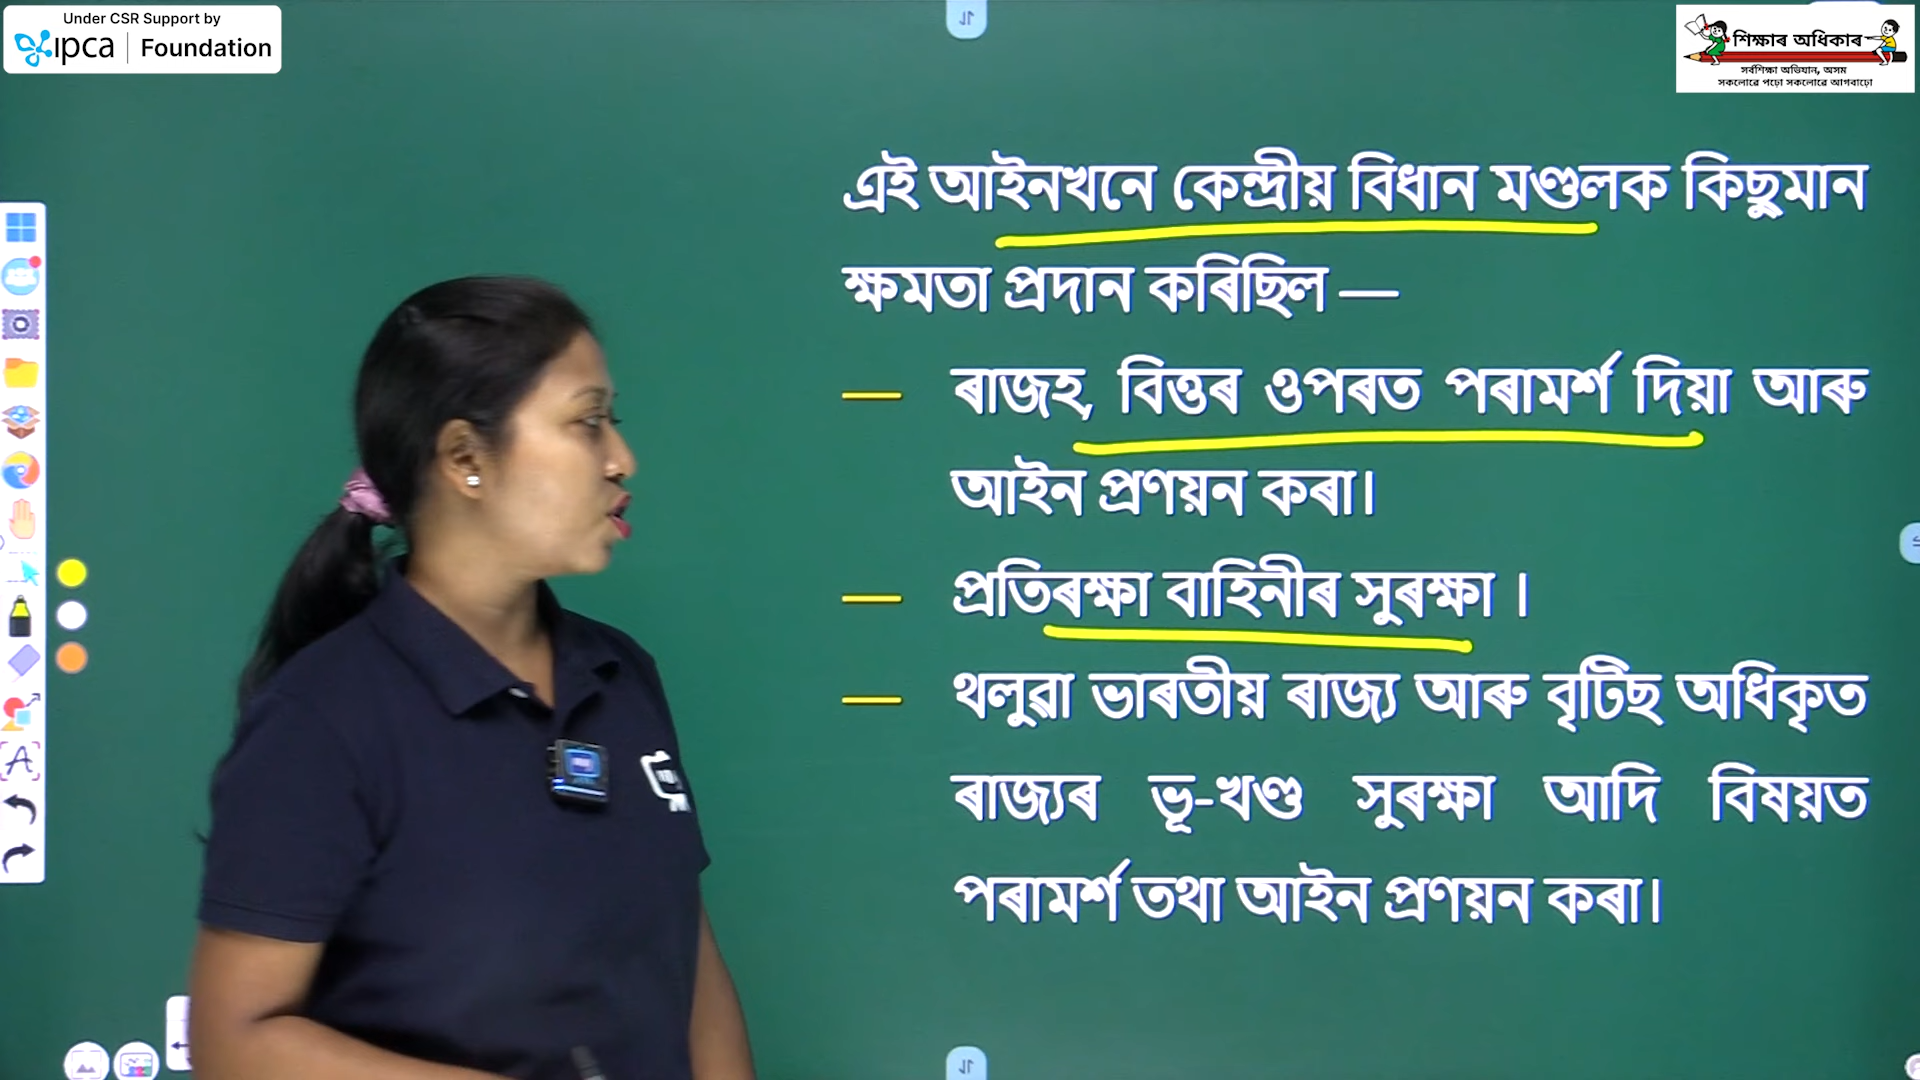 Under CSR Support by
ipca Foundation
শিক্ষাৰ অধিকাৰ
সৰ্বশিক্ষা অভিযান, অসম
সকলোৱে পঢ়ো সকলোৱে আগবাঢ়ো
এই আইনখনে কেন্দ্ৰীয় বিধান মণ্ডলক কিছুমান
ক্ষমতা প্ৰদান কৰিছিল —
— ৰাজহ, বিত্তৰ ওপৰত পৰামৰ্শ দিয়া আৰু
আইন প্ৰণয়ন কৰা।
— প্ৰতিৰক্ষা বাহিনীৰ সুৰক্ষা ।
— থলুৱা ভাৰতীয় ৰাজ্য আৰু বৃটিছ অধিকৃত
ৰাজ্যৰ ভূ-খণ্ড সুৰক্ষা আদি বিষয়ত
পৰামৰ্শ তথা আইন প্ৰণয়ন কৰা।